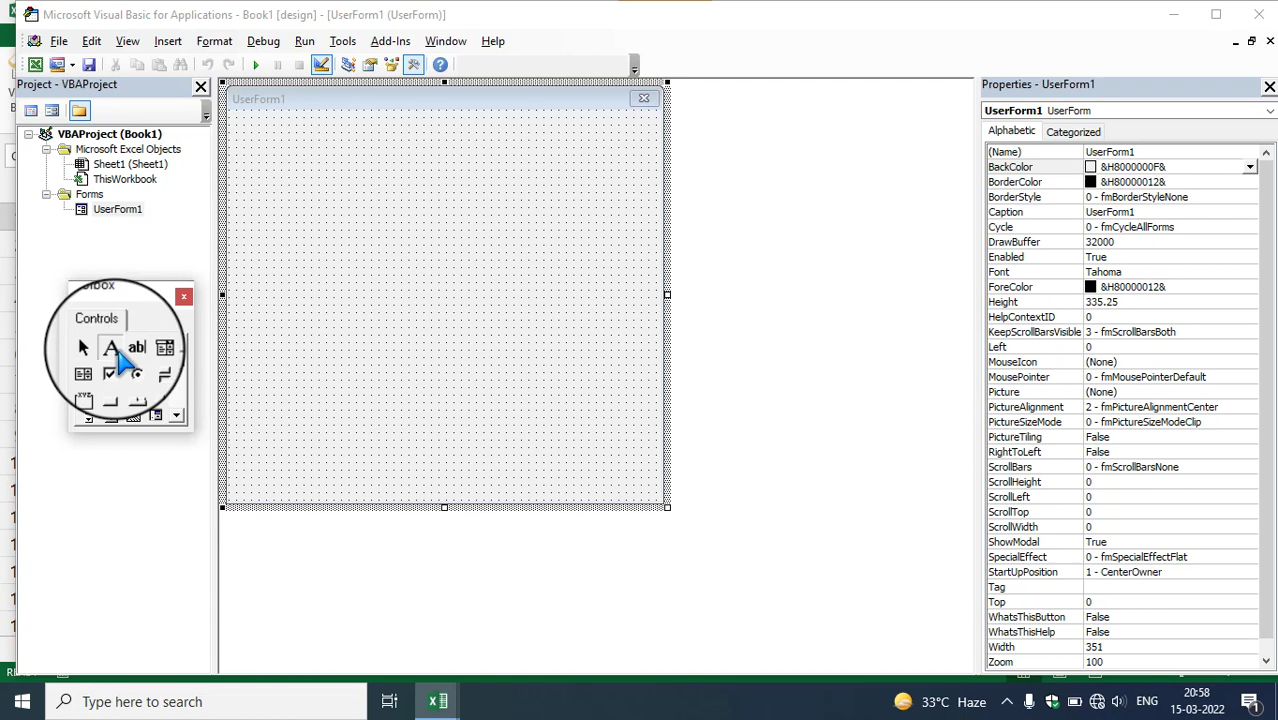 Microsoft Visual Basic for Applications - Book1 [design] - [UserForm1 (UserForm)]
File Edit View Insert Format Debug Run Tools Add-Ins Window Help
Project - VBAProject
VBAProject (Book1)
Microsoft Excel Objects
Sheet1 (Sheet1)
ThisWorkbook
Forms
UserForm1
Controls
A ab|
XYZ
UserForm1
Properties - UserForm1
UserForm1 UserForm
Alphabetic Categorized
(Name) UserForm1
BackColor &H8000000F&
BorderColor &H80000012&
BorderStyle 0 - fmBorderStyleNone
Caption UserForm1
Cycle 0 - fmCycleAllForms
DrawBuffer 32000
Enabled True
Font Tahoma
ForeColor &H80000012&
Height 335.25
HelpContextID 0
KeepScrollBarsVisible 3 - fmScrollBarsBoth
Left 0
MouseIcon (None)
MousePointer 0 - fmMousePointerDefault
Picture (None)
PictureAlignment 2 - fmPictureAlignmentCenter
PictureSizeMode 0 - fmPictureSizeModeClip
PictureTiling False
RightToLeft False
ScrollBars 0 - fmScrollBarsNone
ScrollHeight 0
ScrollLeft 0
ScrollTop 0
ScrollWidth 0
ShowModal True
SpecialEffect 0 - fmSpecialEffectFlat
StartUpPosition 1 - CenterOwner
Tag
Top 0
WhatsThisButton False
WhatsThisHelp False
Width 351
Zoom 100
Type here to search
33°C Haze
ENG
20:58
15-03-2022